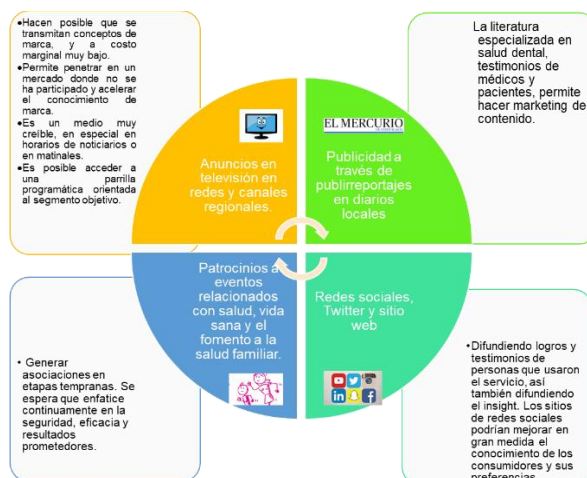 •Hacen posible que se
transmitan conceptos de
marca, y a costo
marginal muy bajo.
•Permite penetrar en un
mercado donde no se
ha participado y acelerar
el conocimiento de
marca.
•Es un medio muy
creíble, en especial en
horarios de noticiarios o
en matinales.
•Es posible acceder a
una parrilla
programática orientada
al segmento objetivo.
Anuncios en
televisión en
redes y canales
regionales.
La literatura
especializada en
salud dental,
testimonios de
médicos y
pacientes, permite
hacer marketing de
contenido.
EL MERCURIO
Publicidad a
través de
publirreportajes
en diarios
locales
• Generar
asociaciones en
etapas tempranas. Se
espera que enfatice
continuamente en la
seguridad, eficacia y
resultados
prometedores.
Patrocinios a
eventos
relacionados
con salud, vida
sana y el
fomento a la
salud familiar.
Redes sociales,
Twitter y sitio
web
•Difundiendo logros y
testimonios de
personas que usaron
el servicio, así
también difundiendo
el insight. Los sitios
de redes sociales
podrían mejorar en
gran medida el
conocimiento de los
consumidores y sus
preferencias